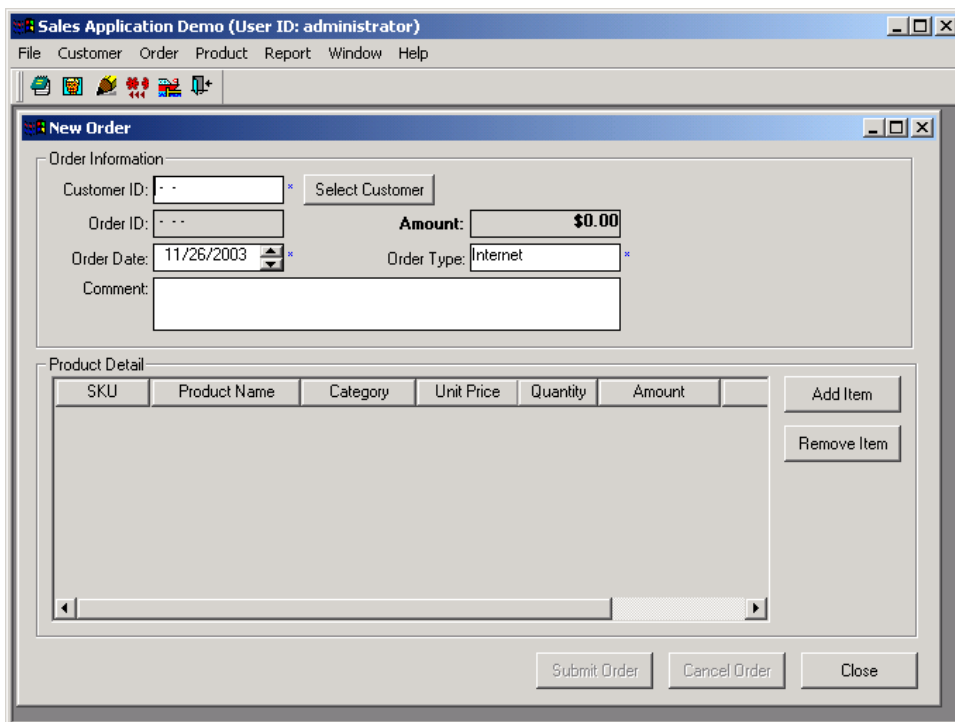 Sales Application Demo (User ID: administrator)
File Customer Order Product Report Window Help
New Order
Order Information
Customer ID: - - * Select Customer
Order ID: - - - Amount: $0.00
Order Date: 11/26/2003 * Order Type: Internet *
Comment:
Product Detail
SKU Product Name Category Unit Price Quantity Amount
Add Item
Remove Item
Submit Order Cancel Order Close